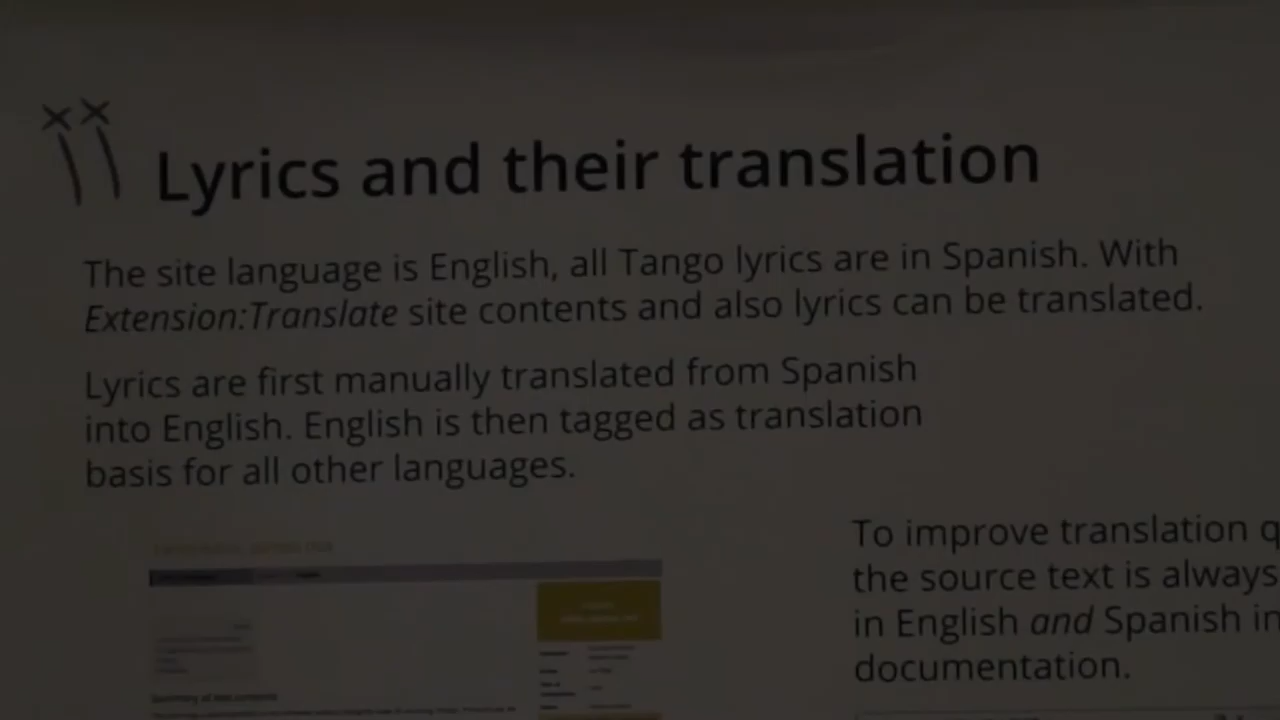 Lyrics and their translation
The site language is English, all Tango lyrics are in Spanish. With
Extension:Translate site contents and also lyrics can be translated.
Lyrics are first manually translated from Spanish
into English. English is then tagged as translation
basis for all other languages.
To improve translation q
the source text is always
in English and Spanish in
documentation.
Summary of